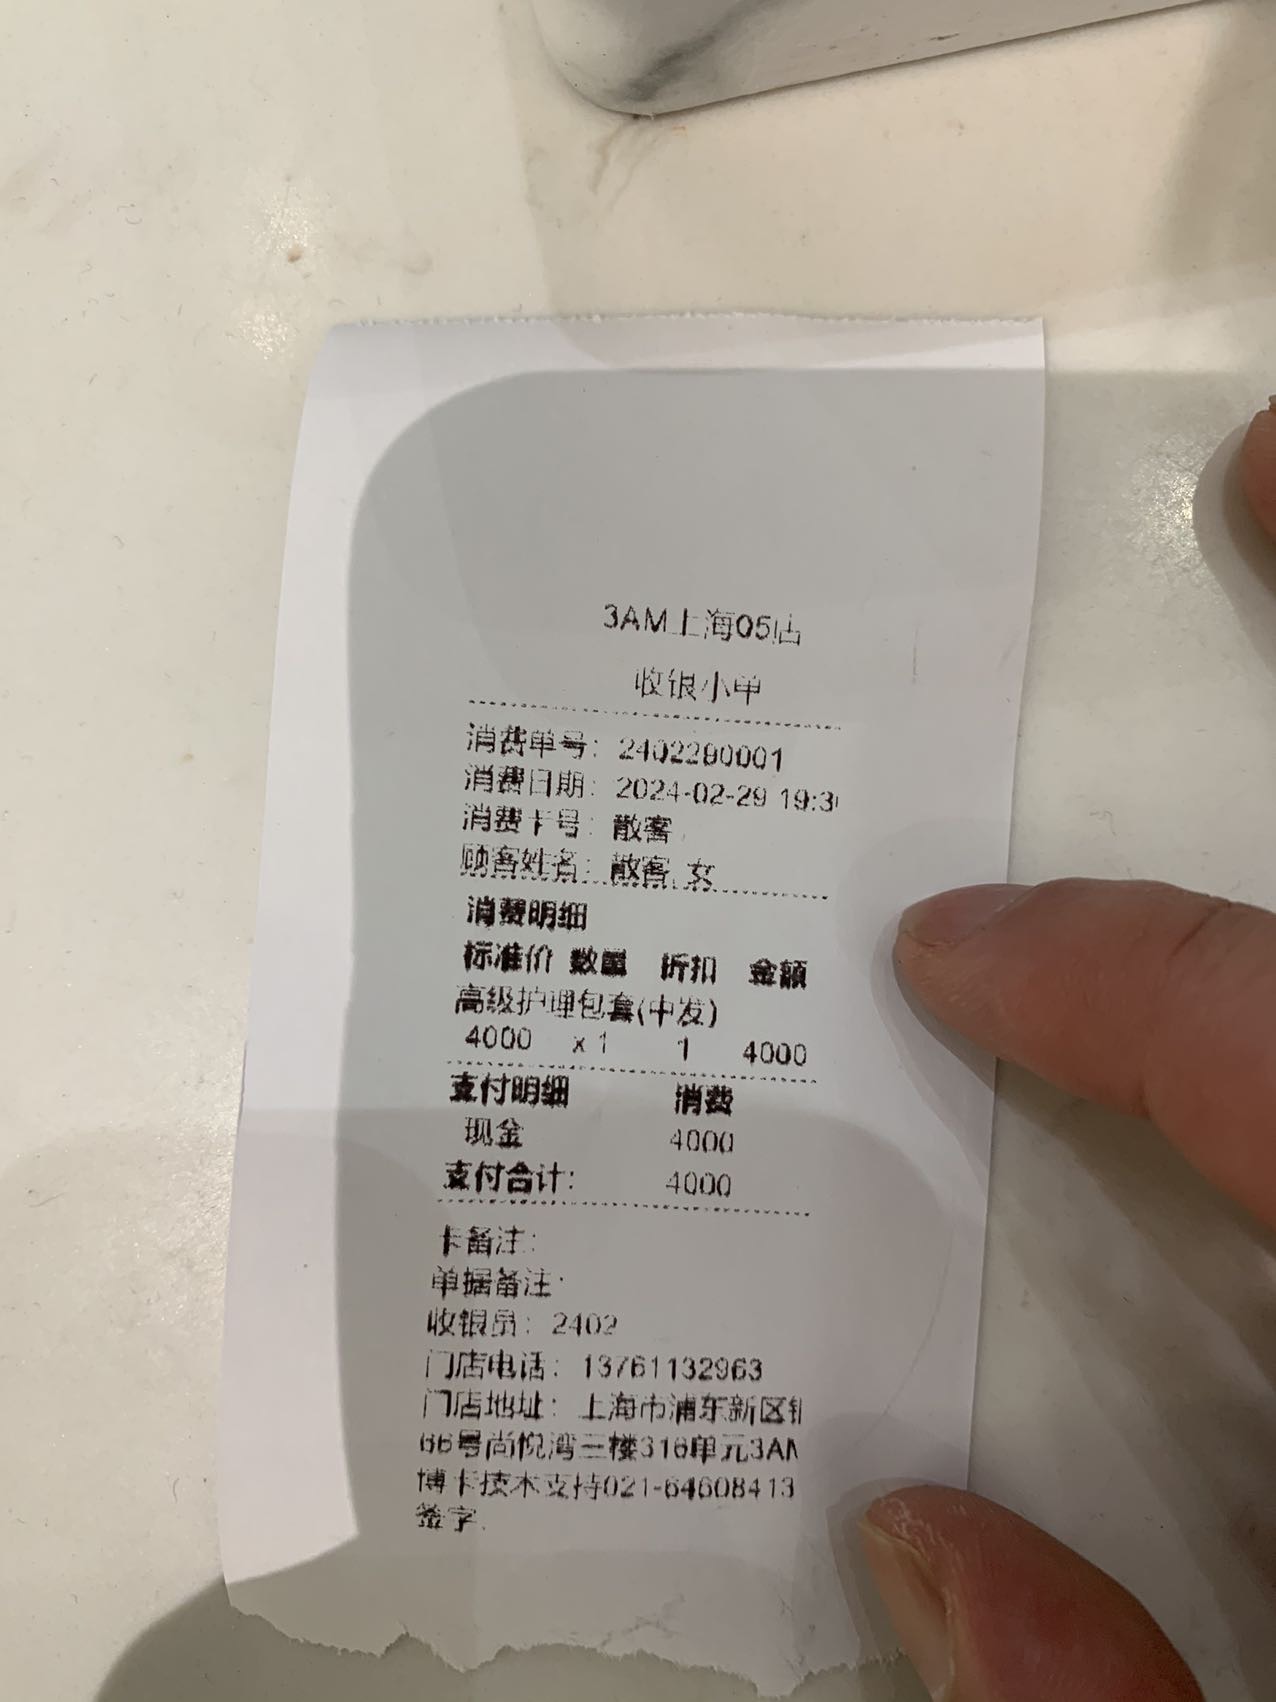 3AM上海05店
收银小单
消费单号：2402290001
消费日期：2024-02-29 19:3
消费卡号：散客
顾客姓名：散客,女
消费明细
标准价 数量 折扣 金额
高级护理包套(中发)
4000 x1 1 4000
支付明细 消费
现金 4000
支付合计： 4000
卡备注：
单据备注：
收银员：2402
门店电话：13761132963
门店地址：上海市浦东新区
66号尚悦湾三楼316单元3AM
博卡技术支持021-64608413
签字